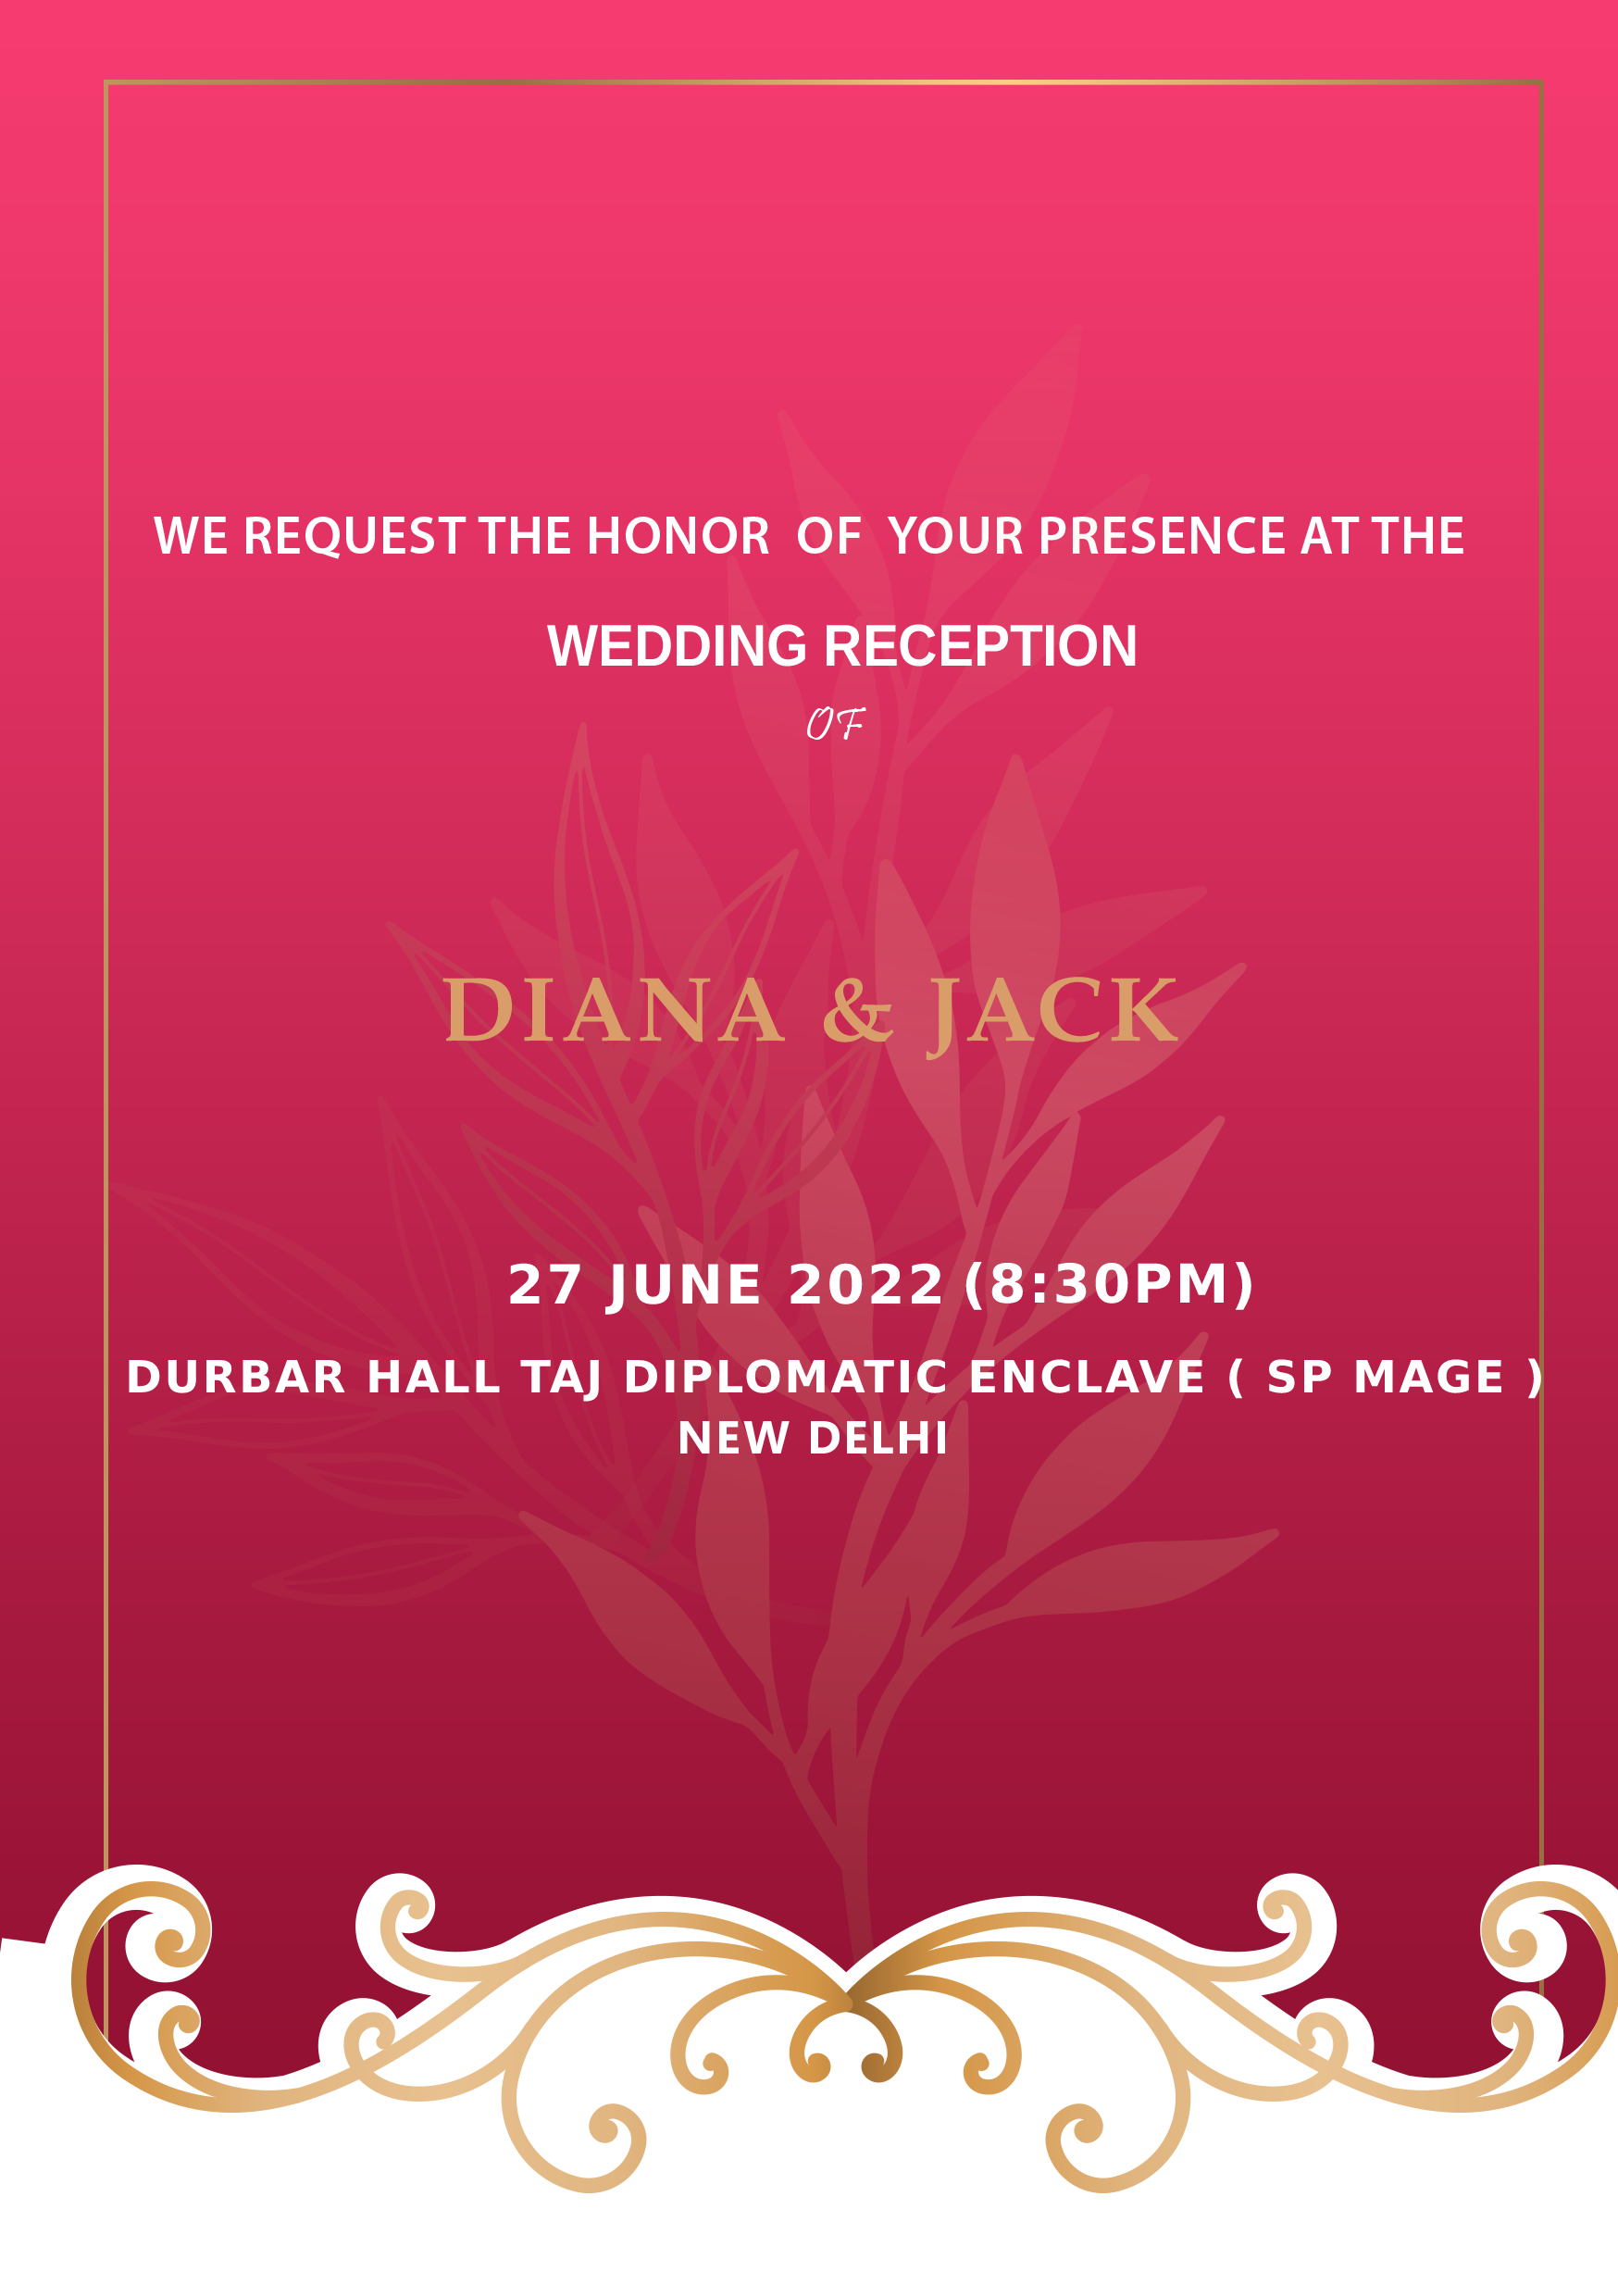 WE REQUEST THE HONOR OF YOUR PRESENCE AT THE
WEDDING RECEPTION
OF
DIANA & JACK
27 JUNE 2022 (8:30PM)
DURBAR HALL TAJ DIPLOMATIC ENCLAVE ( SP MAGE )
NEW DELHI